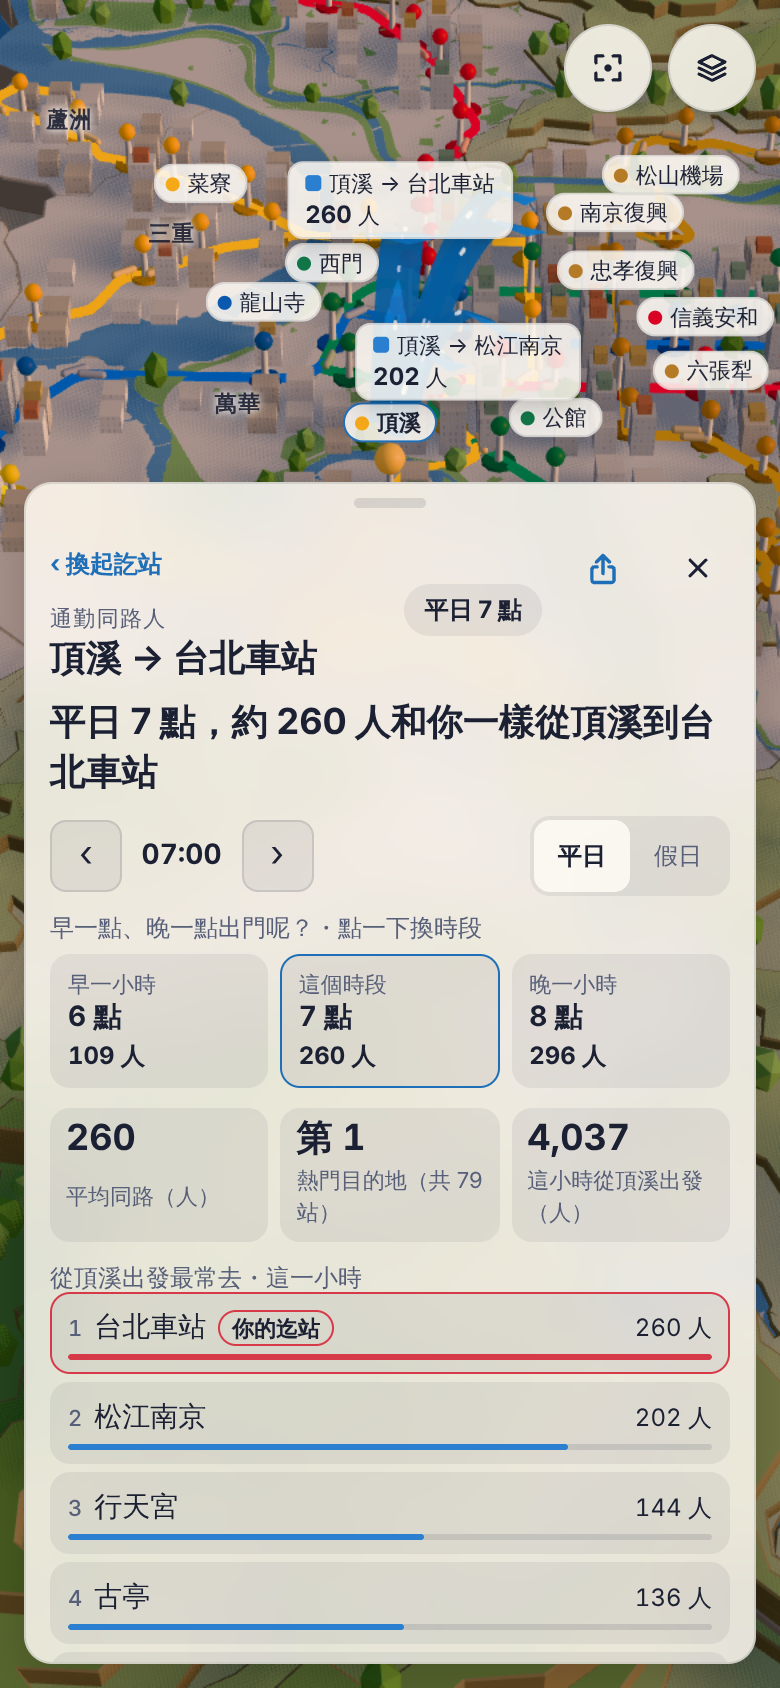 蘆洲
菜寮
頂溪 → 台北車站
260 人
松山機場
南京復興
三重
西門
忠孝復興
龍山寺
信義安和
頂溪 → 松江南京
202 人
六張犁
萬華
頂溪
公館
‹ 換起訖站
平日 7 點
通勤同路人
頂溪 → 台北車站
平日 7 點，約 260 人和你一樣從頂溪到台
北車站
‹ 07:00 ›
平日 假日
早一點、晚一點出門呢？・點一下換時段
早一小時
6 點
109 人
這個時段
7 點
260 人
晚一小時
8 點
296 人
260
平均同路（人）
第 1
熱門目的地（共 79
站）
4,037
這小時從頂溪出發
（人）
從頂溪出發最常去・這一小時
1 台北車站 你的迄站 260 人
2 松江南京 202 人
3 行天宮 144 人
4 古亭 136 人